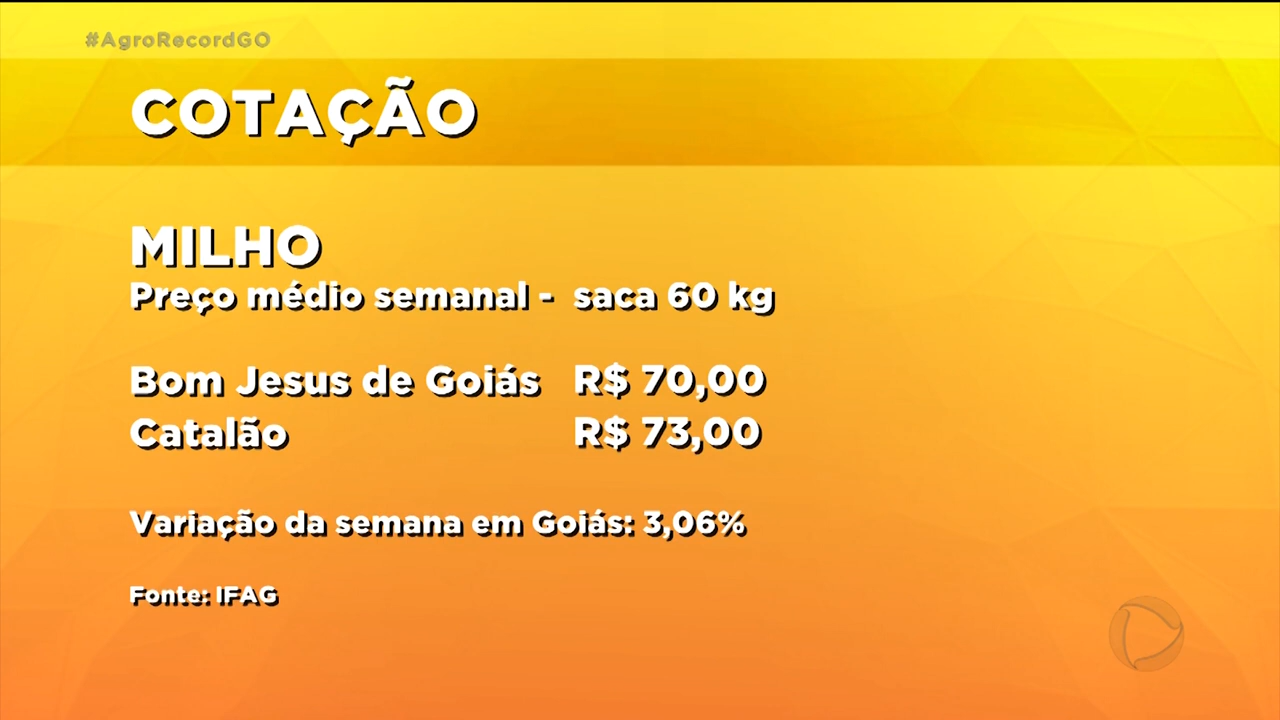 #AgroRecordGO
COTAÇÃO
MILHO
Preço médio semanal - saca 60 kg
Bom Jesus de Goiás R$ 70,00
Catalão R$ 73,00
Variação da semana em Goiás: 3,06%
Fonte: IFAG